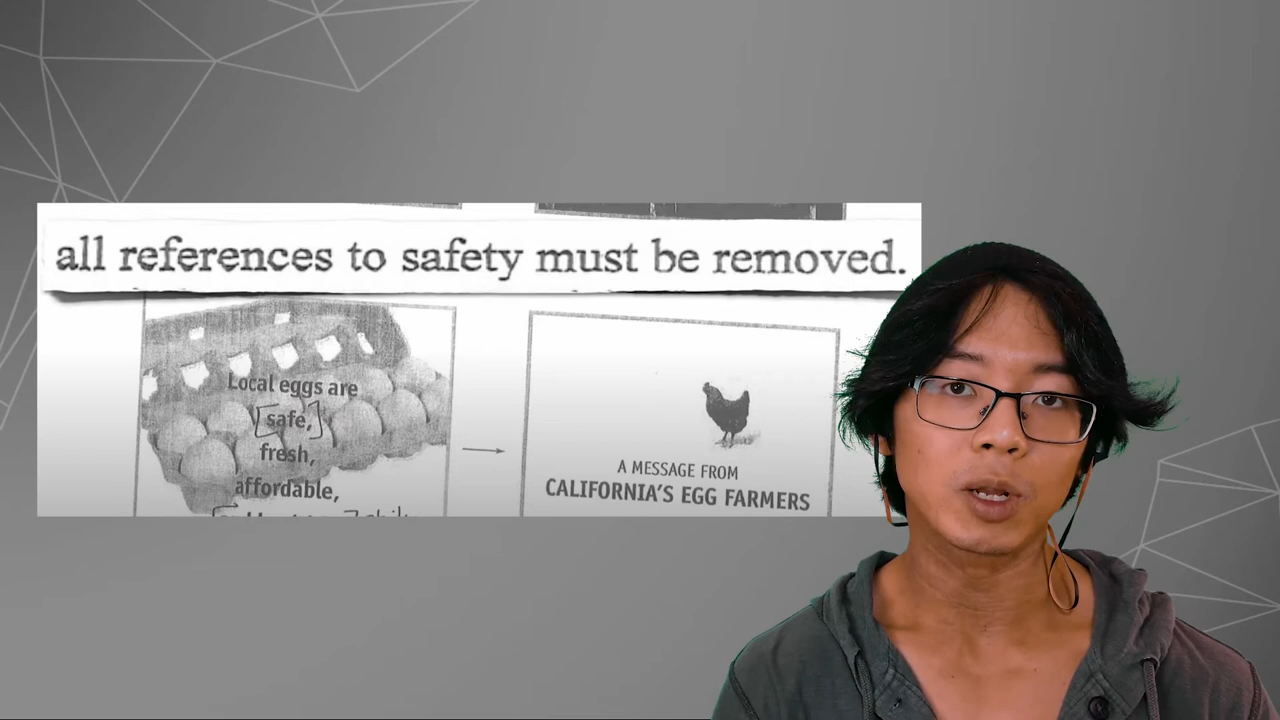 all references to safety must be removed.
Local eggs are
[safe,]
fresh,
affordable,
A MESSAGE FROM
CALIFORNIA'S EGG FARMERS